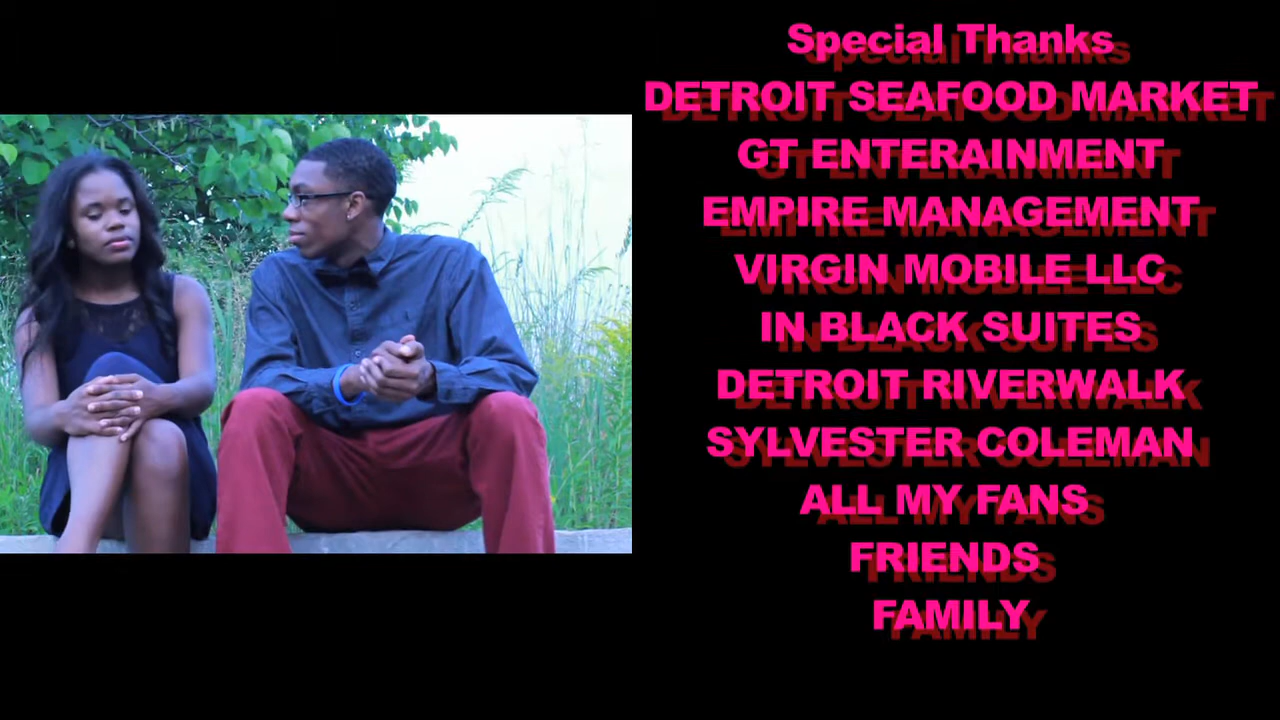 Special Thanks
DETROIT SEAFOOD MARKET
GT ENTERAINMENT
EMPIRE MANAGEMENT
VIRGIN MOBILE LLC
IN BLACK SUITES
DETROIT RIVERWALK
SYLVESTER COLEMAN
ALL MY FANS
FRIENDS
FAMILY